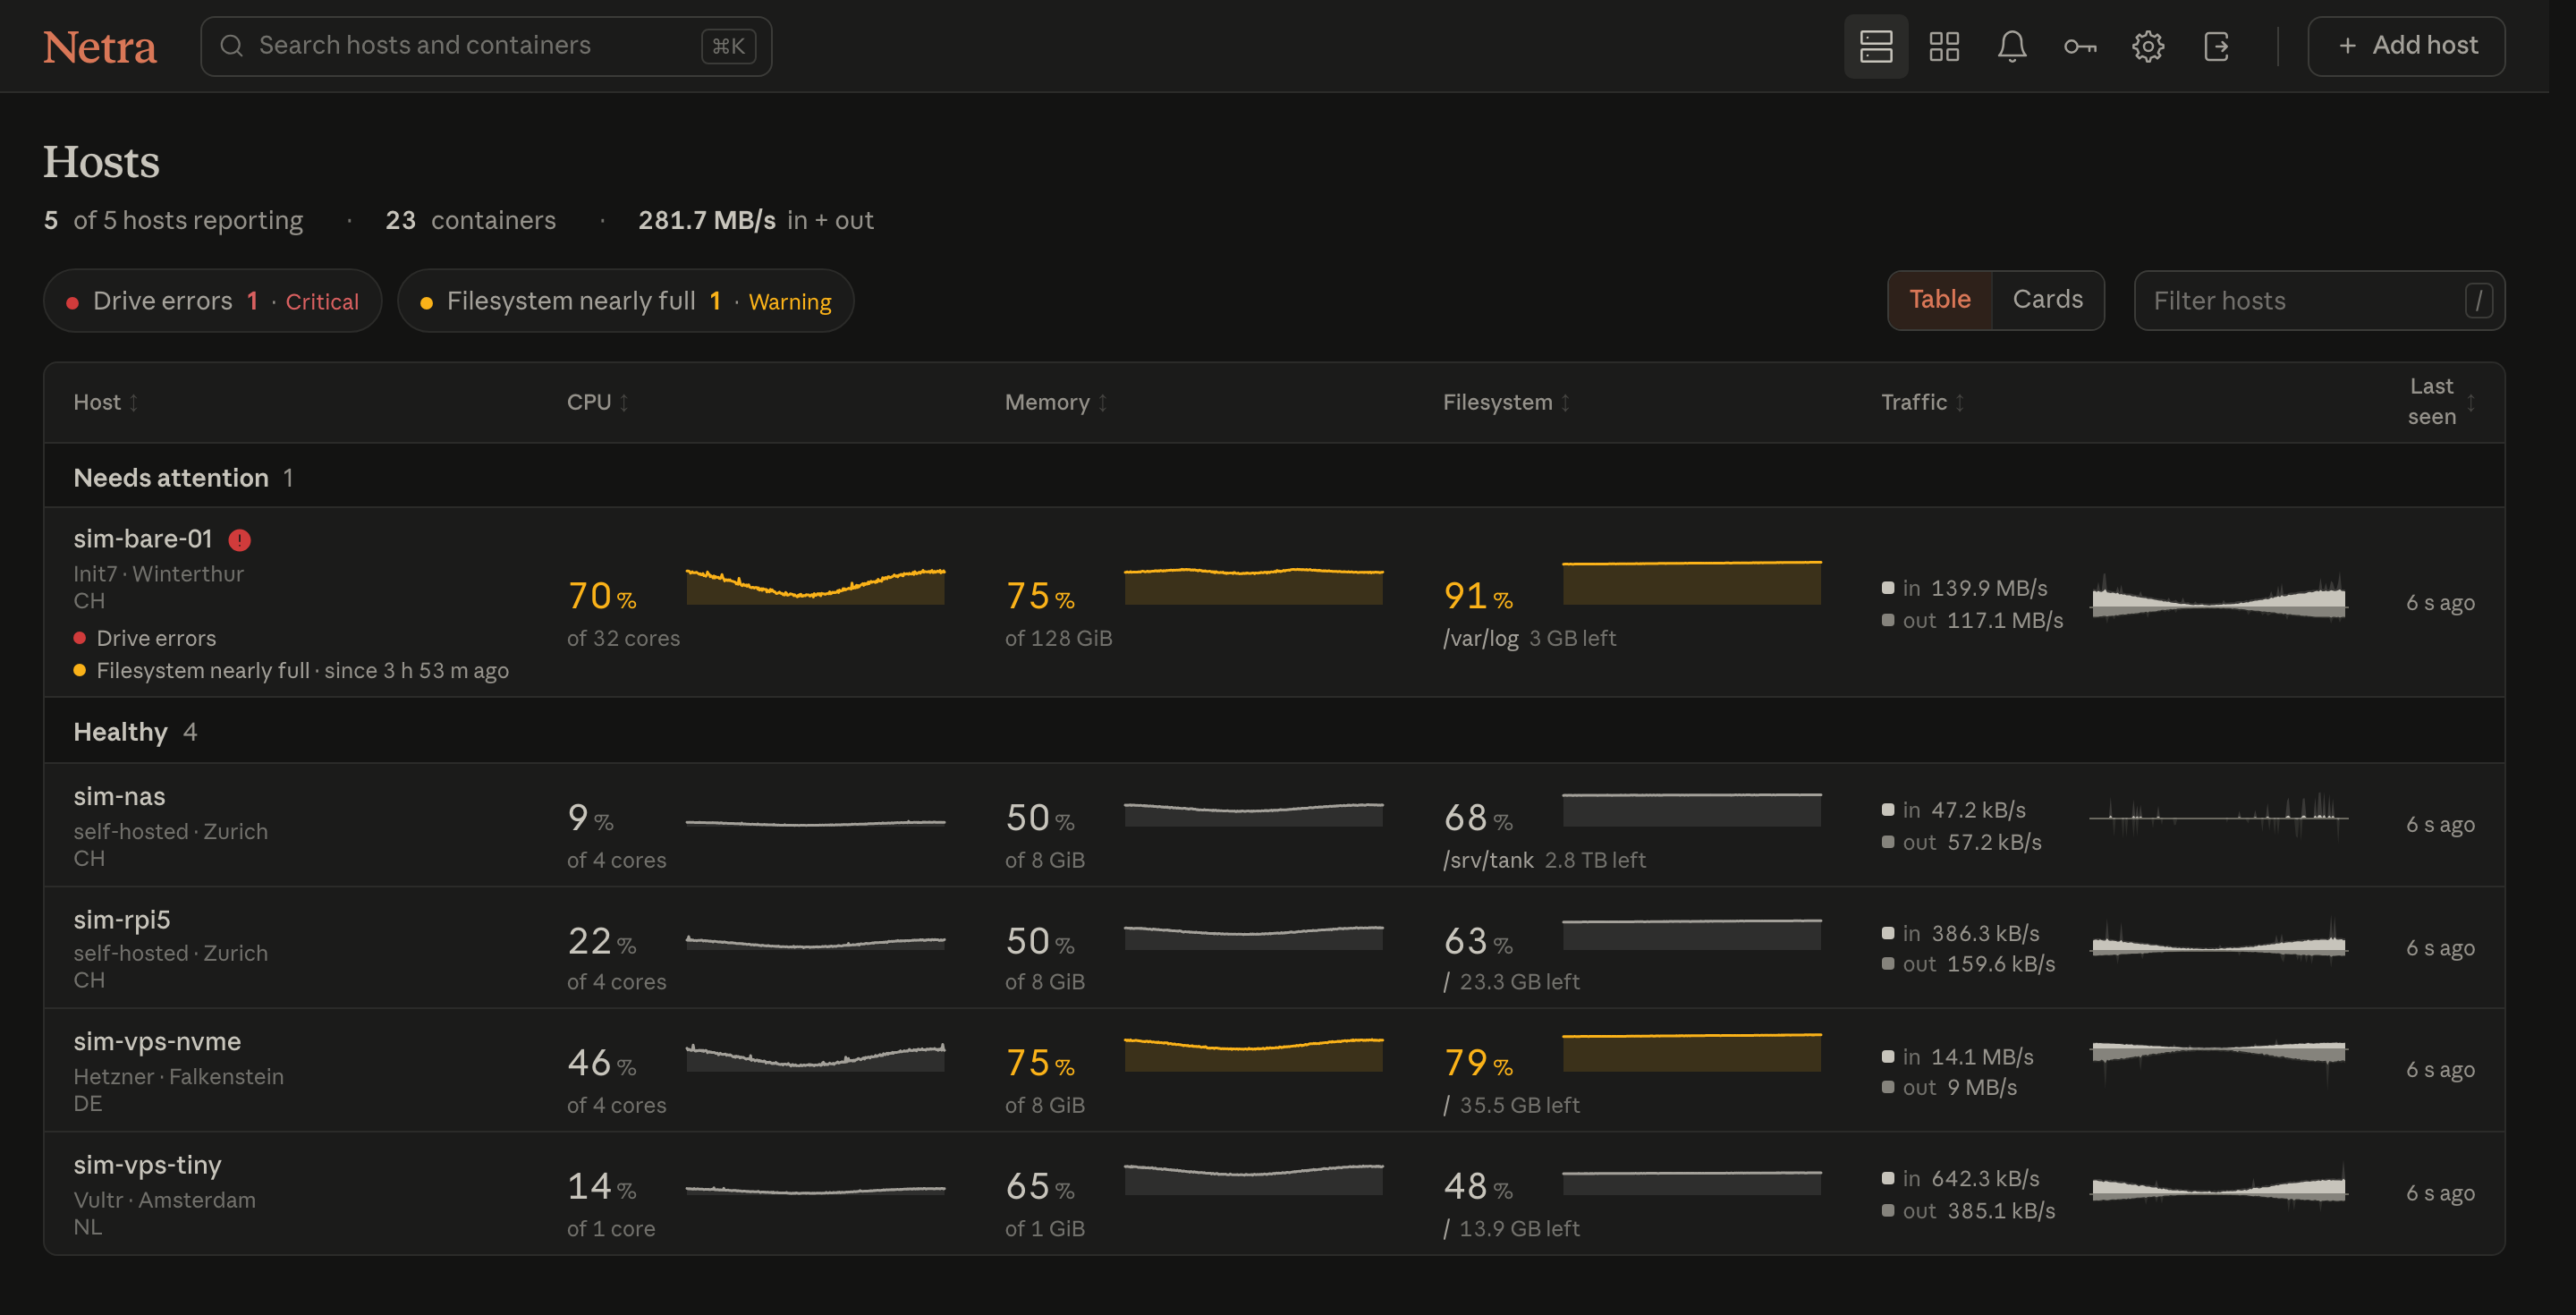 Netra
Search hosts and containers ⌘K
+ Add host
Hosts
5 of 5 hosts reporting · 23 containers · 281.7 MB/s in + out
Drive errors 1 · Critical
Filesystem nearly full 1 · Warning
Table Cards
Filter hosts /
Host CPU Memory Filesystem Traffic Last seen
Needs attention 1
sim-bare-01
Init7 · Winterthur
CH
Drive errors
Filesystem nearly full · since 3 h 53 m ago
70 %
of 32 cores
75 %
of 128 GiB
91 %
/var/log 3 GB left
in 139.9 MB/s
out 117.1 MB/s
6 s ago
Healthy 4
sim-nas
self-hosted · Zurich
CH
9 %
of 4 cores
50 %
of 8 GiB
68 %
/srv/tank 2.8 TB left
in 47.2 kB/s
out 57.2 kB/s
6 s ago
sim-rpi5
self-hosted · Zurich
CH
22 %
of 4 cores
50 %
of 8 GiB
63 %
/ 23.3 GB left
in 386.3 kB/s
out 159.6 kB/s
6 s ago
sim-vps-nvme
Hetzner · Falkenstein
DE
46 %
of 4 cores
75 %
of 8 GiB
79 %
/ 35.5 GB left
in 14.1 MB/s
out 9 MB/s
6 s ago
sim-vps-tiny
Vultr · Amsterdam
NL
14 %
of 1 core
65 %
of 1 GiB
48 %
/ 13.9 GB left
in 642.3 kB/s
out 385.1 kB/s
6 s ago